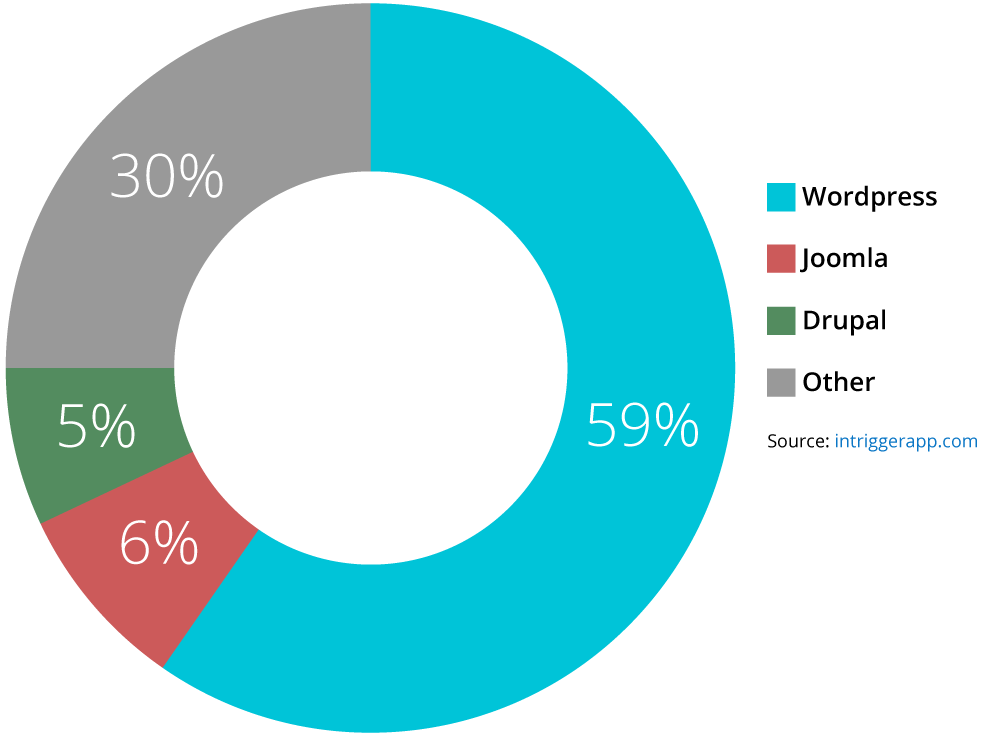 30%
5%
6%
59%
Wordpress
Joomla
Drupal
Other
Source: intriggerapp.com